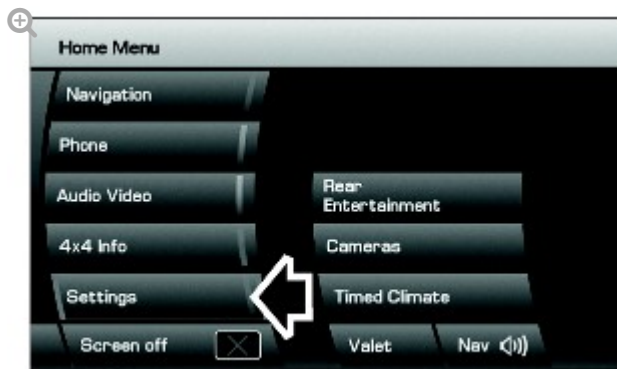 Home Menu
Navigation
Phone
Audio Video
Rear
Entertainment
4x4 Info
Cameras
Settings
Timed Climate
Screen off
Valet
Nav